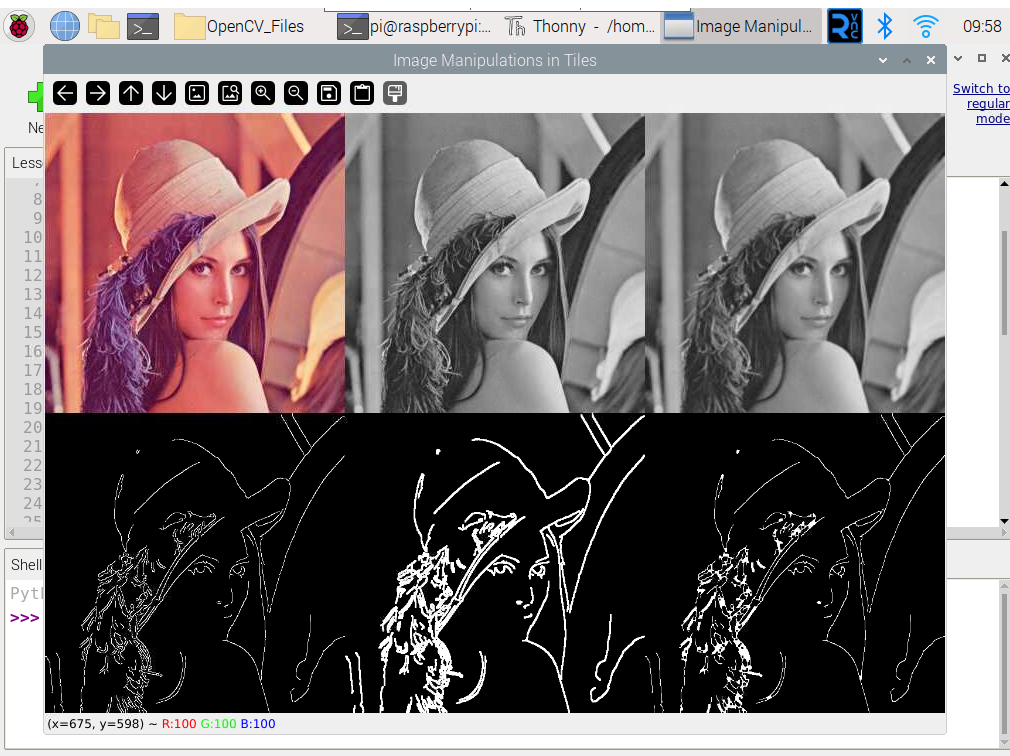 OpenCV_Files
pi@raspberrypi:...
Thonny - /hom...
Image Manipul...
VNC
09:58
Image Manipulations in Tiles
Switch to
regular
mode
Ne
Less
8
9
10
11
12
13
14
15
16
17
18
19
20
21
22
23
24
25
Shell
Pyt
>>>
(x=675, y=598) ~ R:100 G:100 B:100